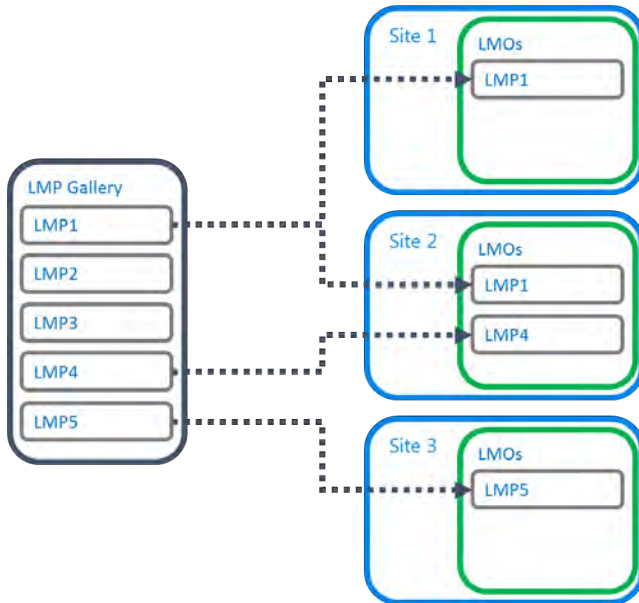 LMP Gallery
LMP1
LMP2
LMP3
LMP4
LMP5
Site 1
LMOs
LMP1
Site 2
LMOs
LMP1
LMP4
Site 3
LMOs
LMP5